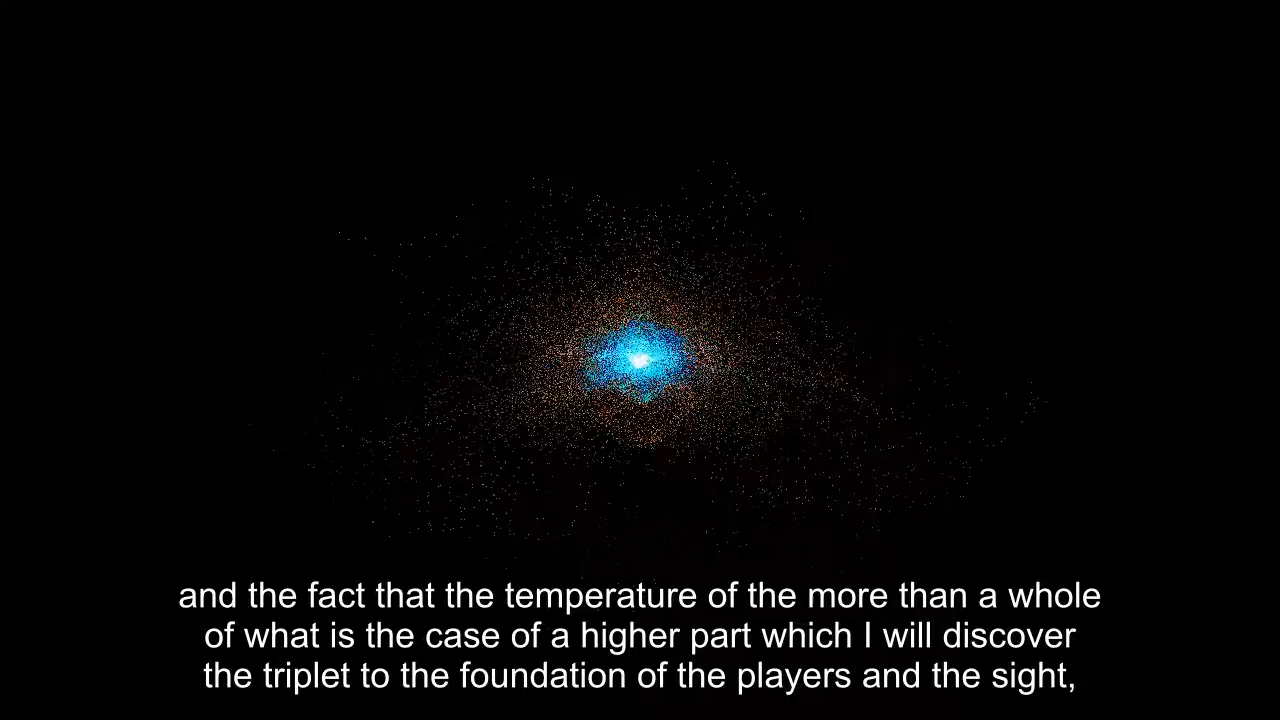 and the fact that the temperature of the more than a whole
of what is the case of a higher part which I will discover
the triplet to the foundation of the players and the sight,